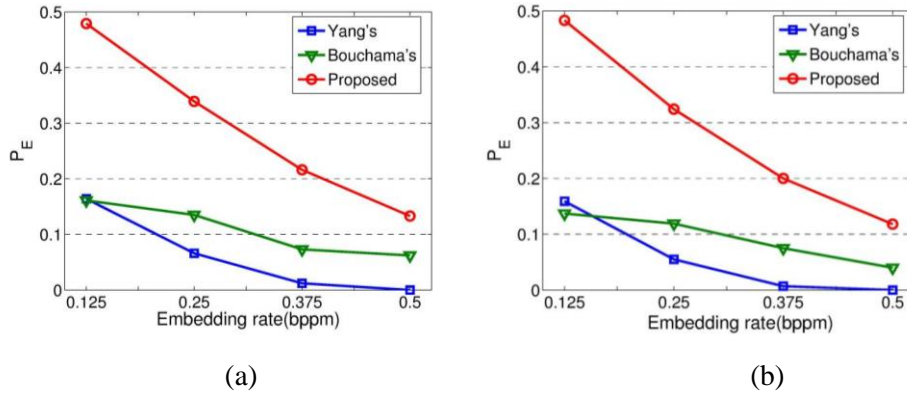 0.5
0.4
0.3
0.2
0.1
0
P_E
Yang's
Bouchama's
Proposed
0.125 0.25 0.375 0.5
Embedding rate(bppm)
(a)
0.5
0.4
0.3
0.2
0.1
0
P_E
Yang's
Bouchama's
Proposed
0.125 0.25 0.375 0.5
Embedding rate(bppm)
(b)